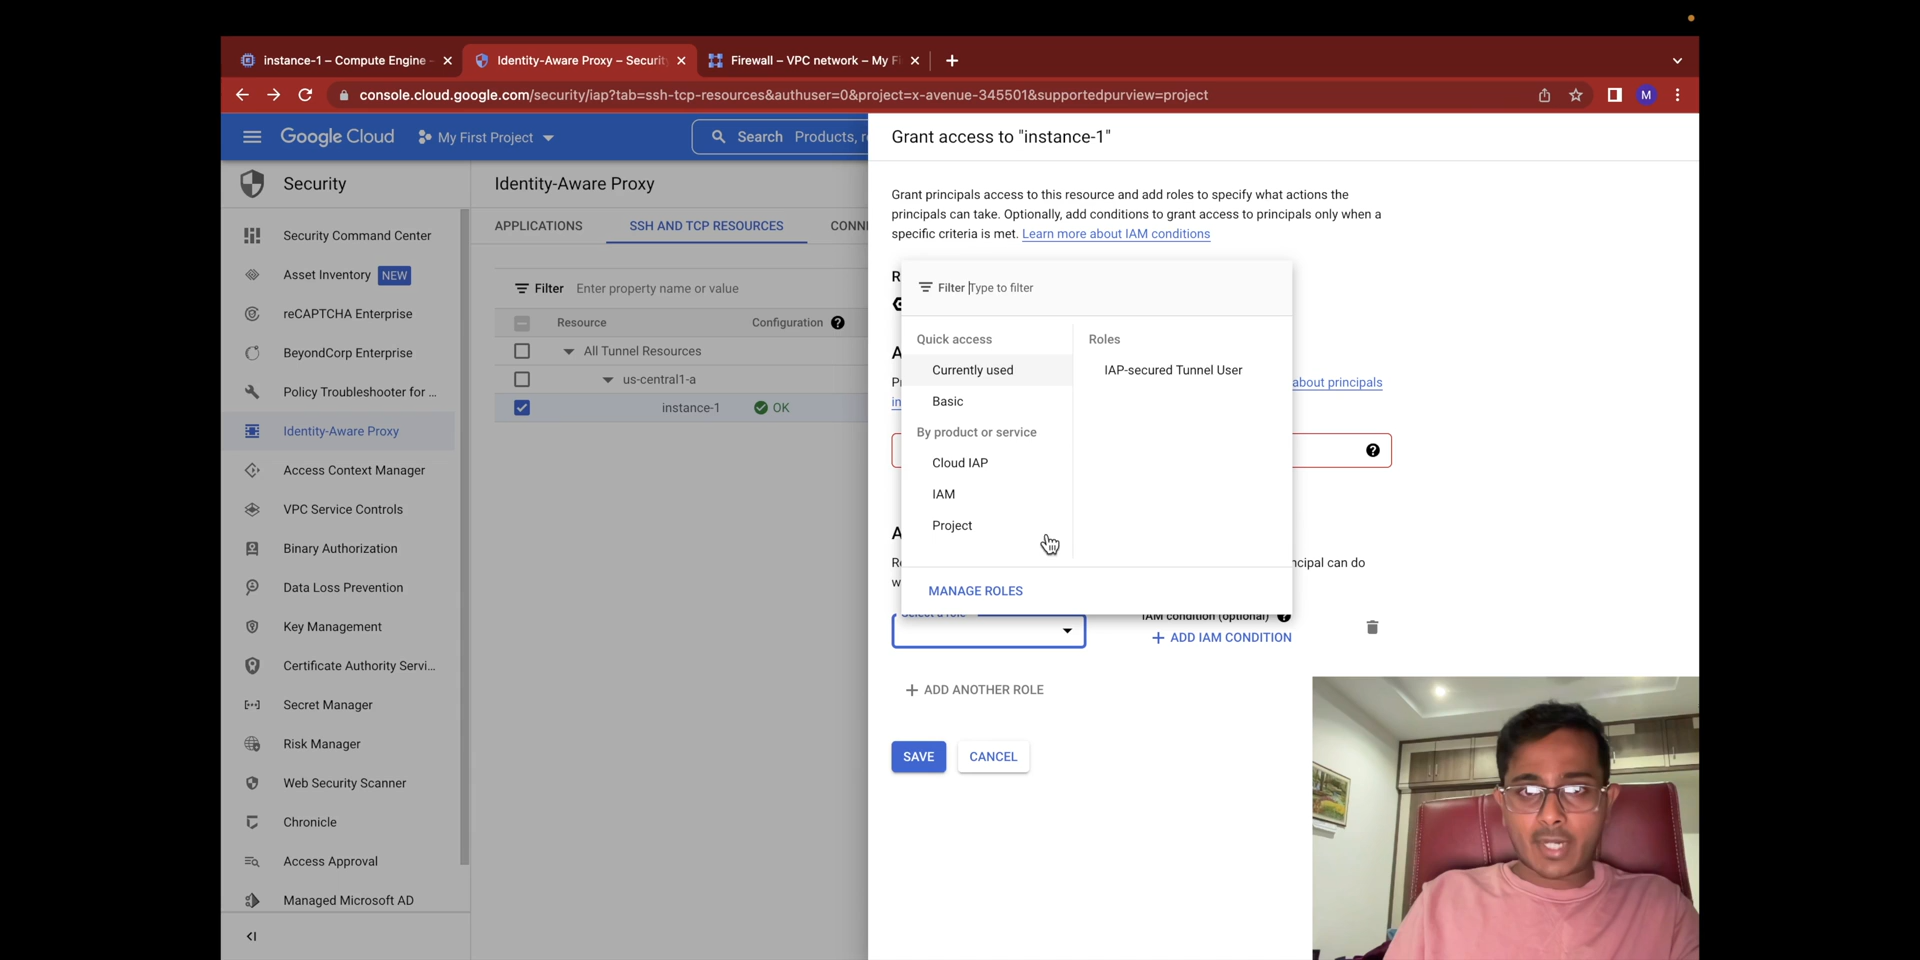 instance-1 – Compute Engine -
Identity-Aware Proxy – Securit
Firewall – VPC network – My Fi
console.cloud.google.com/security/iap?tab=ssh-tcp-resources&authuser=0&project=x-avenue-345501&supportedpurview=project
M
Google Cloud
My First Project
Search Products, r
Security
Security Command Center
Asset Inventory NEW
reCAPTCHA Enterprise
BeyondCorp Enterprise
Policy Troubleshooter for ...
Identity-Aware Proxy
Access Context Manager
VPC Service Controls
Binary Authorization
Data Loss Prevention
Key Management
Certificate Authority Servi...
Secret Manager
Risk Manager
Web Security Scanner
Chronicle
Access Approval
Managed Microsoft AD
Identity-Aware Proxy
APPLICATIONS
SSH AND TCP RESOURCES
CONN
Filter Enter property name or value
Resource
Configuration
All Tunnel Resources
us-central1-a
instance-1
OK
Grant access to "instance-1"
Grant principals access to this resource and add roles to specify what actions the
principals can take. Optionally, add conditions to grant access to principals only when a
specific criteria is met. Learn more about IAM conditions
R
Filter Type to filter
Quick access
Currently used
Basic
By product or service
Cloud IAP
IAM
Project
MANAGE ROLES
Roles
IAP-secured Tunnel User
A
about principals
in
A
ncipal can do
w
Select a role
IAM condition (optional)
ADD IAM CONDITION
ADD ANOTHER ROLE
SAVE
CANCEL